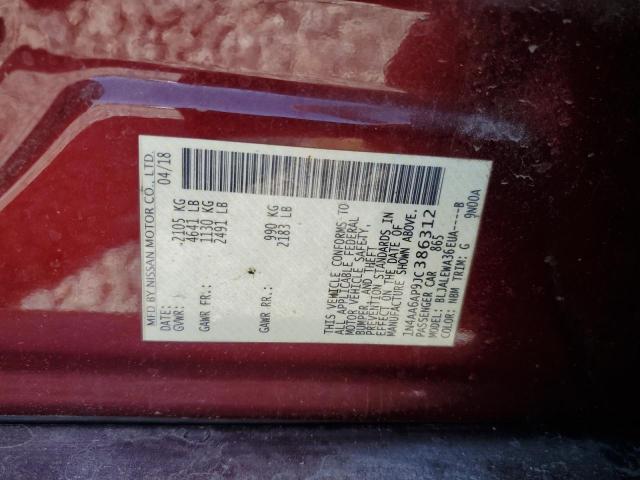 MFD BY NISSAN MOTOR CO., LTD.
DATE: 04/18
GVWR: 2105 KG
4641 LB
GAWR FR: 1130 KG
2491 LB
GAWR RR: 990 KG
2183 LB
THIS VEHICLE CONFORMS TO
ALL APPLICABLE FEDERAL
MOTOR VEHICLE SAFETY,
BUMPER, AND THEFT
PREVENTION STANDARDS IN
EFFECT ON THE DATE OF
MANUFACTURE SHOWN ABOVE.
1N4AA6AP9JC386312
PASSENGER CAR 865
MODEL: BLJALEWA36EUA-----B
COLOR: NBM TRIM: G 9N00A